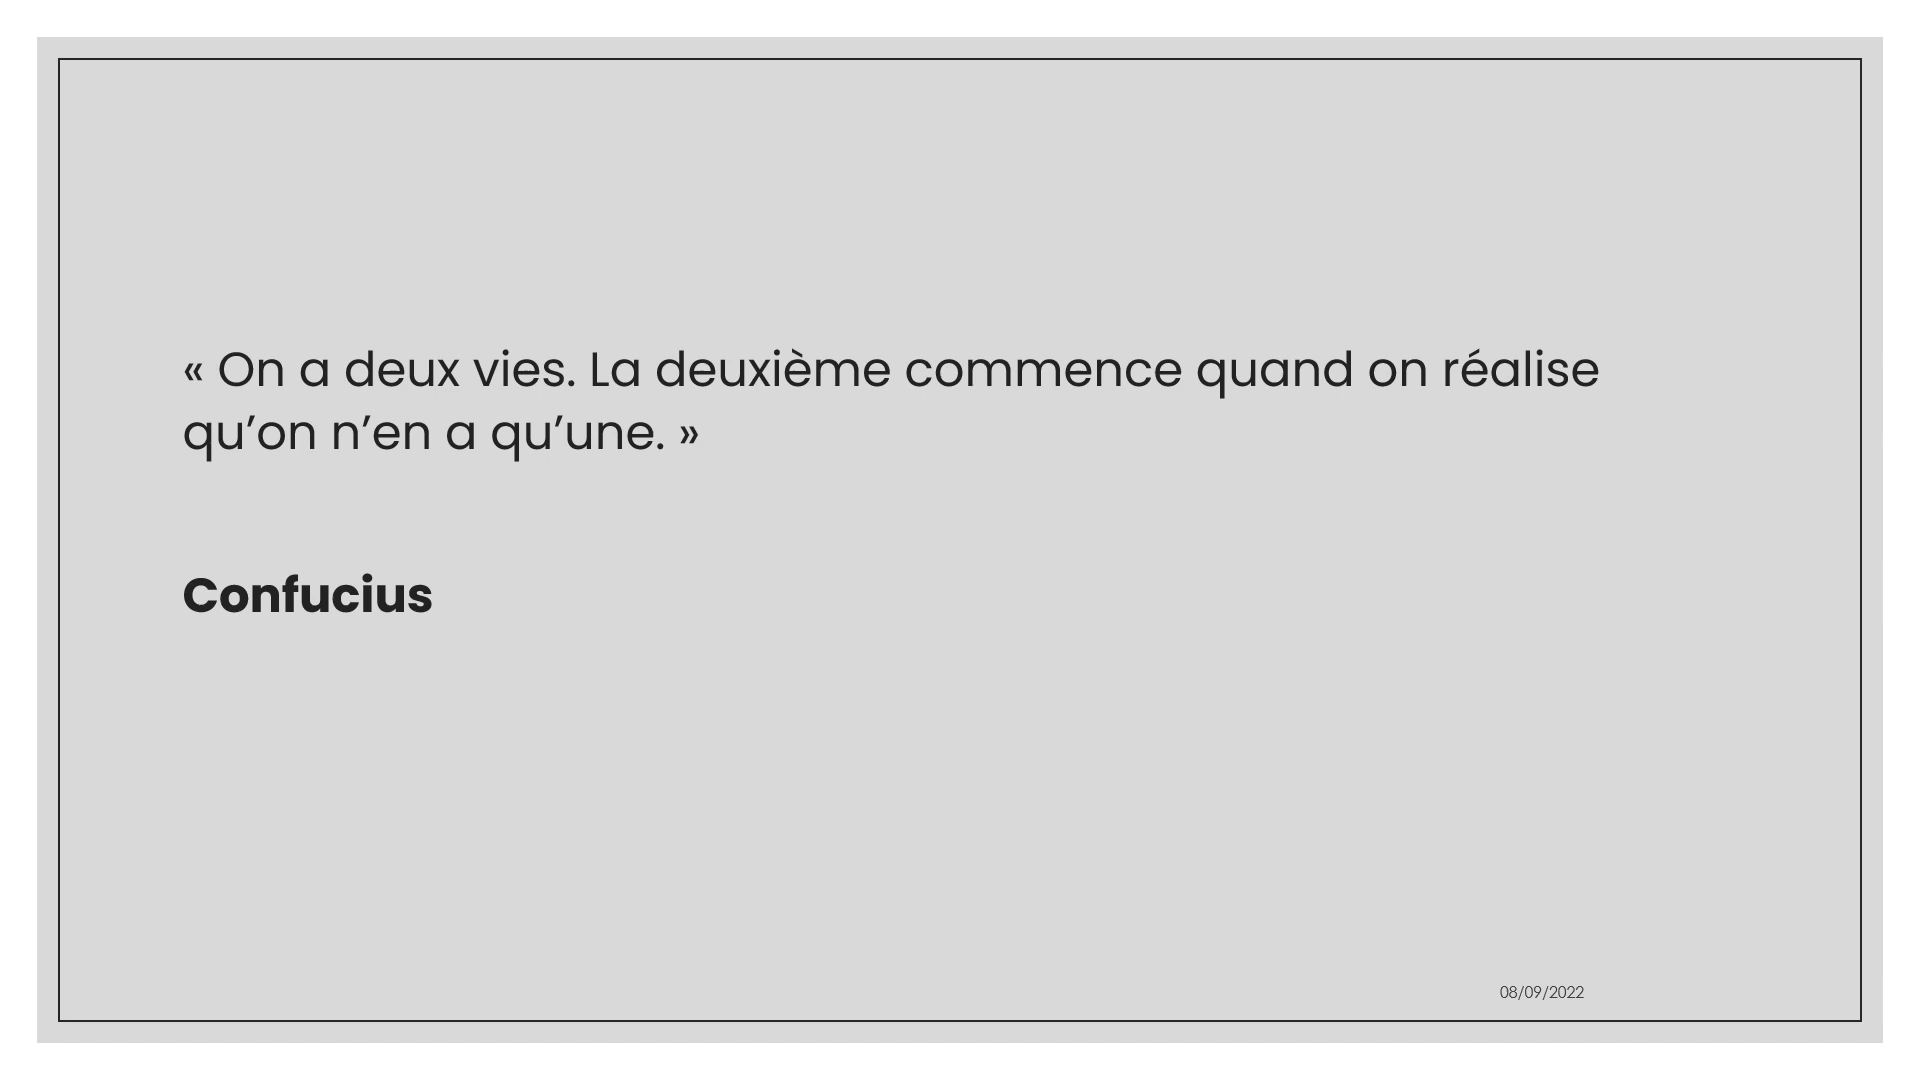 « On a deux vies. La deuxième commence quand on réalise
qu’on n’en a qu’une. »
Confucius
08/09/2022